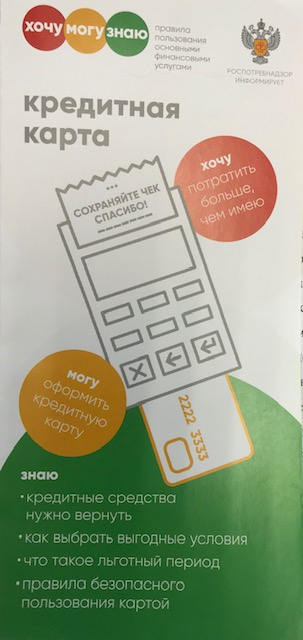 хочу могу знаю
правила
пользования
основными
финансовыми
услугами
РОСПОТРЕБНАДЗОР
ИНФОРМИРУЕТ
кредитная
карта
хочу
потратить
больше,
чем имею
СОХРАНЯЙТЕ ЧЕК
СПАСИБО!
могу
оформить
кредитную
карту
2222 3333
знаю
• кредитные средства
нужно вернуть
• как выбрать выгодные условия
• что такое льготный период
• правила безопасного
пользования картой